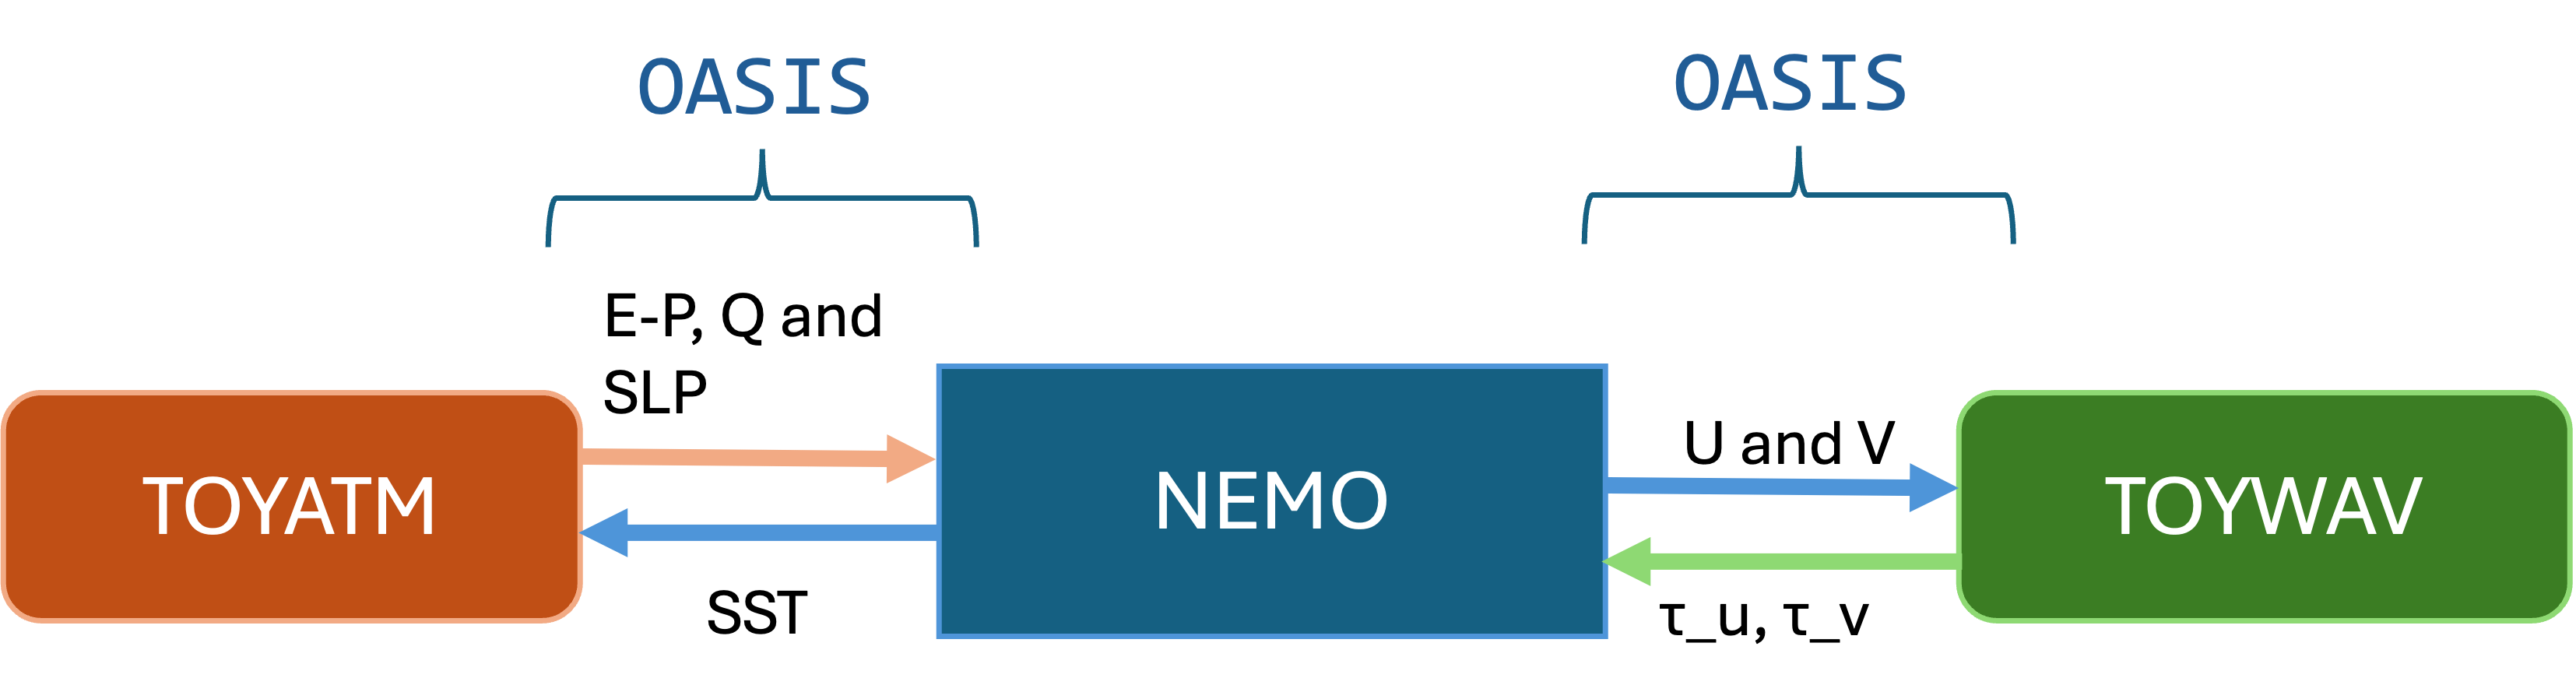 OASIS
OASIS
E-P, Q and
SLP
TOYATM
SST
NEMO
U and V
τ_u, τ_v
TOYWAV